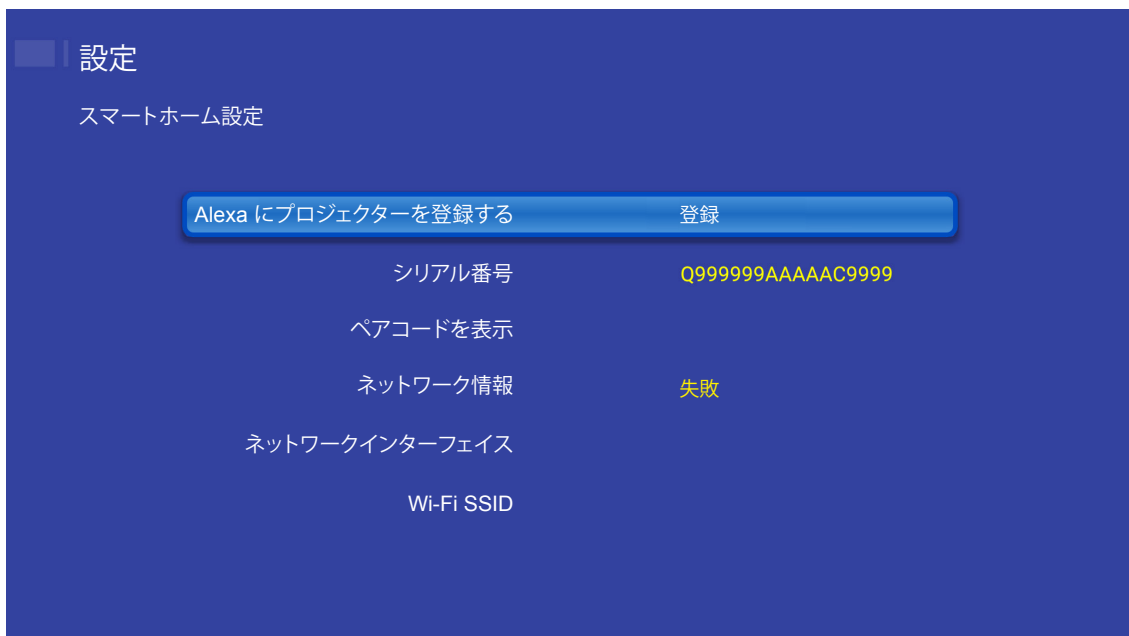 設定
スマートホーム設定
Alexa にプロジェクターを登録する 登録
シリアル番号 Q999999AAAAAC9999
ペアコードを表示
ネットワーク情報 失敗
ネットワークインターフェイス
Wi-Fi SSID